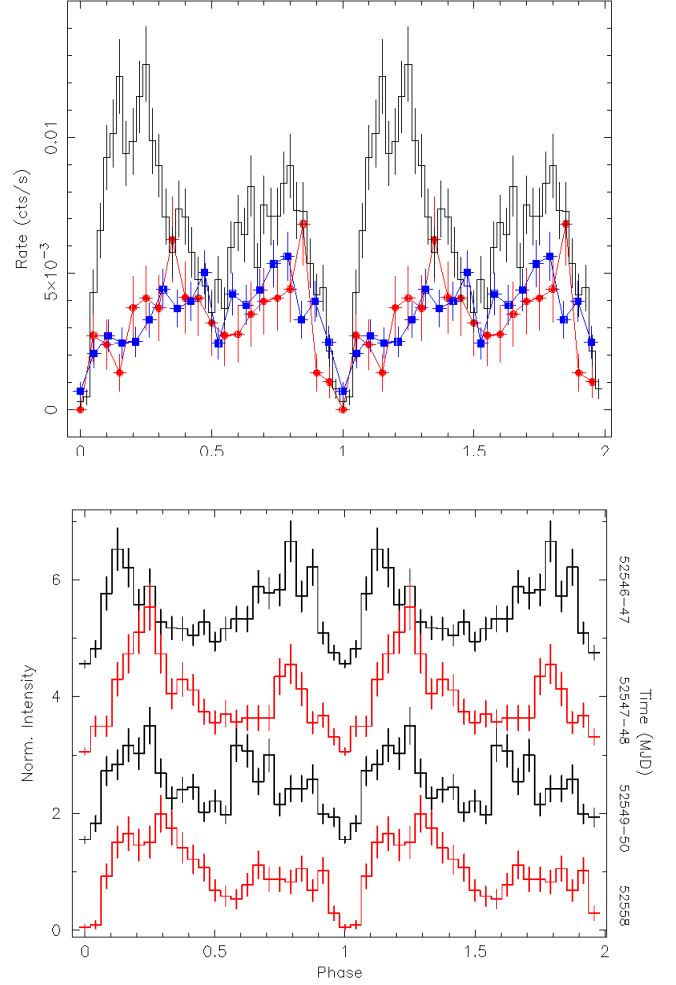 Rate (cts/s)
0.01
5×10⁻³
0
0 0.5 1 1.5 2
Norm. Intensity
6
4
2
0
0 0.5 1 1.5 2
Phase
Time (MJD)
52546-47
52547-48
52549-50
52558